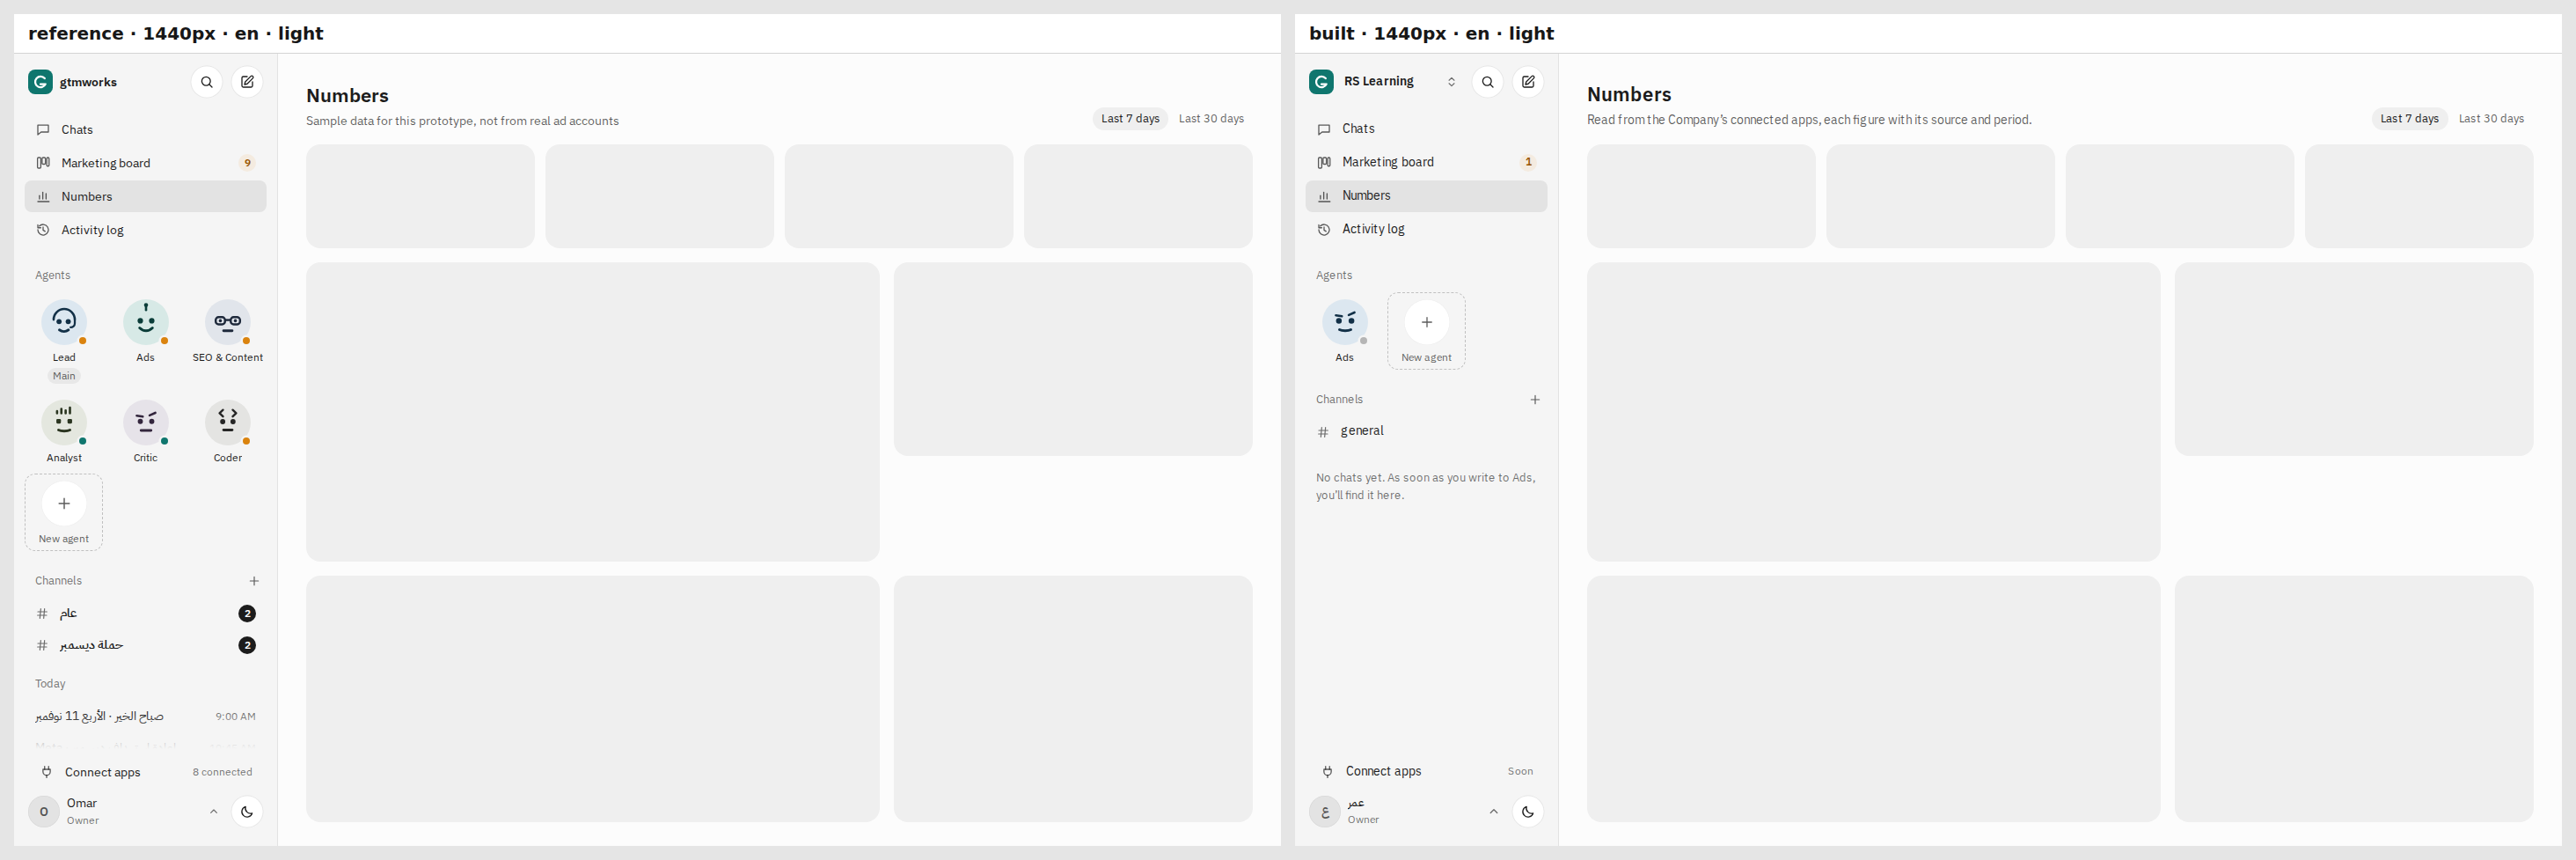 reference · 1440px · en · light
gtmworks
Chats
Marketing board 9
Numbers
Activity log
Agents
Lead
Ads
SEO & Content
Main
Analyst
Critic
Coder
New agent
Channels
عام 2
حملة ديسمبر 2
Today
صباح الخير · الأربع 11 نوفمبر 9:00 AM
Connect apps 8 connected
O
Omar
Owner
Numbers
Sample data for this prototype, not from real ad accounts
Last 7 days Last 30 days
built · 1440px · en · light
RS Learning
Chats
Marketing board 1
Numbers
Activity log
Agents
Ads
New agent
Channels
general
No chats yet. As soon as you write to Ads,
you’ll find it here.
Connect apps Soon
ع
عمر
Owner
Numbers
Read from the Company’s connected apps, each figure with its source and period.
Last 7 days Last 30 days